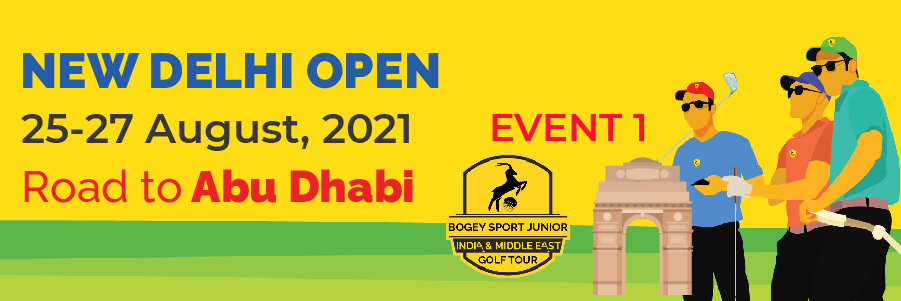 NEW DELHI OPEN
25-27 August, 2021
Road to Abu Dhabi
EVENT 1
BOGEY SPORT JUNIOR
INDIA & MIDDLE EAST
GOLF TOUR